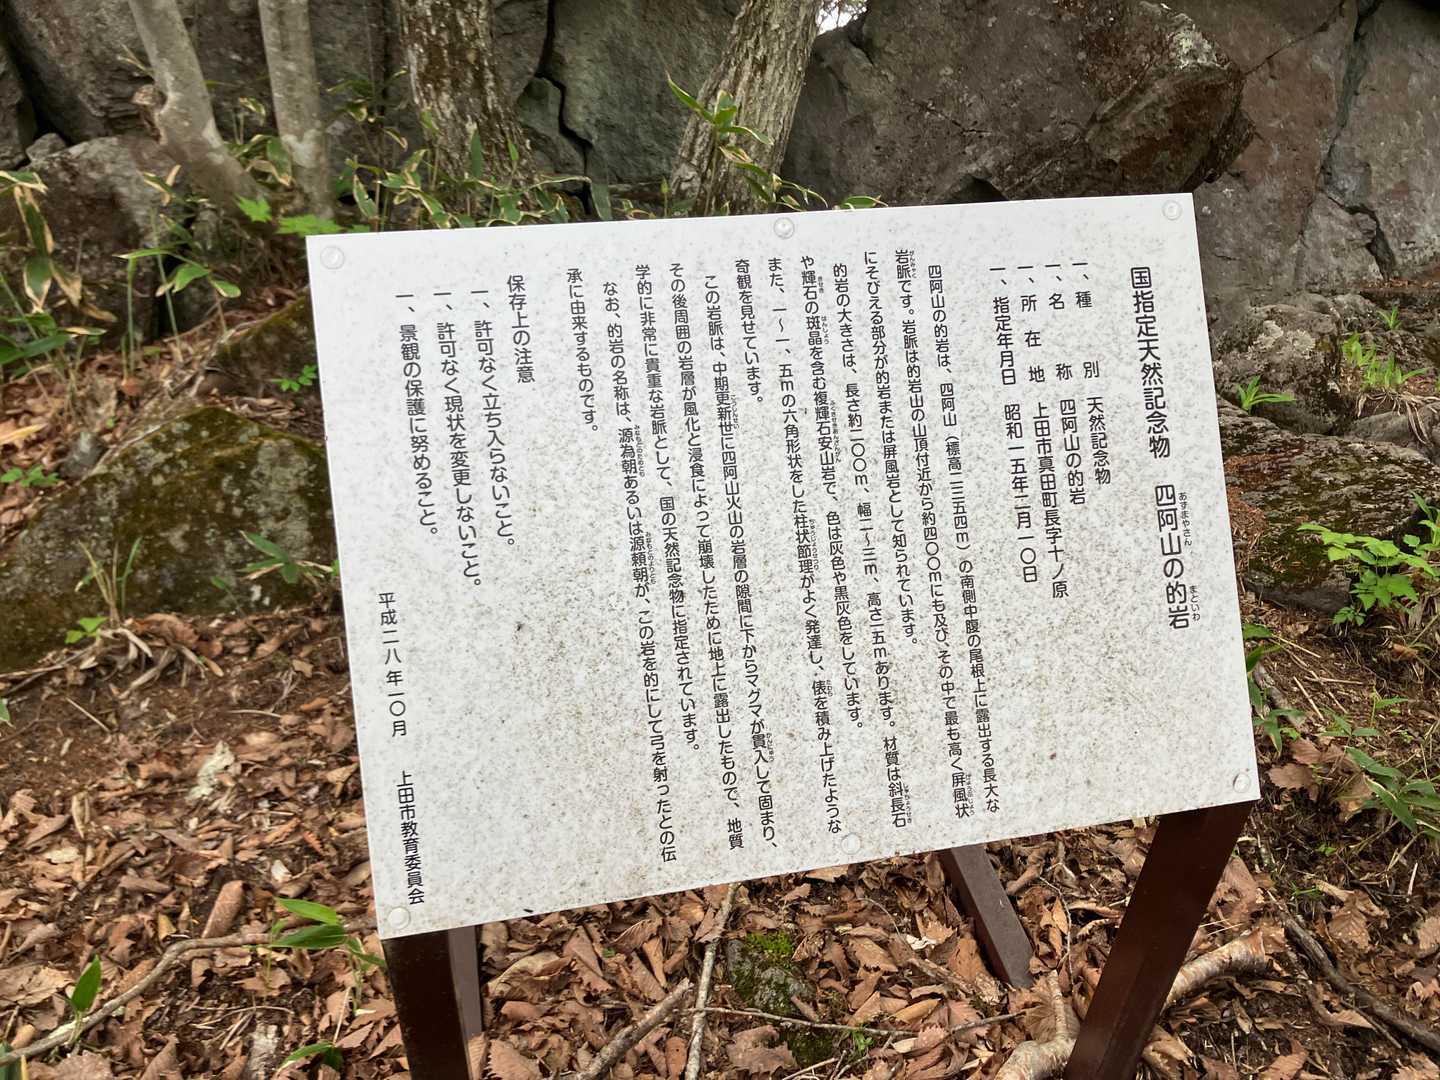 国指定天然記念物　四阿山の的岩
一、種　　別　天然記念物
一、名　　称　四阿山の的岩
一、所 在 地　上田市真田町長字十ノ原
一、指定年月日　昭和一五年二月一〇日
四阿山の的岩は、四阿山（標高二三五四ｍ）の南側中腹の尾根上に露出する長大な
岩脈です。岩脈は的岩山の山頂付近から約四〇〇ｍにも及び、その中で最も高く屏風状
にそびえる部分が的岩または屏風岩として知られています。
的岩の大きさは、長さ約二〇〇ｍ、幅二〜三ｍ、高さ一五ｍあります。材質は斜長石
や輝石の斑晶を含む複輝石安山岩で、色は灰色や黒灰色をしています。
また、一〜一、五ｍの六角形状をした柱状節理がよく発達し、俵を積み上げたような
奇観を見せています。
この岩脈は、中期更新世に四阿山火山の岩層の隙間に下からマグマが貫入して固まり、
その後周囲の岩層が風化と浸食によって崩壊したために地上に露出したもので、地質
学的に非常に貴重な岩脈として、国の天然記念物に指定されています。
なお、的岩の名称は、源為朝あるいは源頼朝が、この岩を的にして弓を射ったとの伝
承に由来するものです。
保存上の注意
一、許可なく立ち入らないこと。
一、許可なく現状を変更しないこと。
一、景観の保護に努めること。
平成二八年一〇月　上田市教育委員会